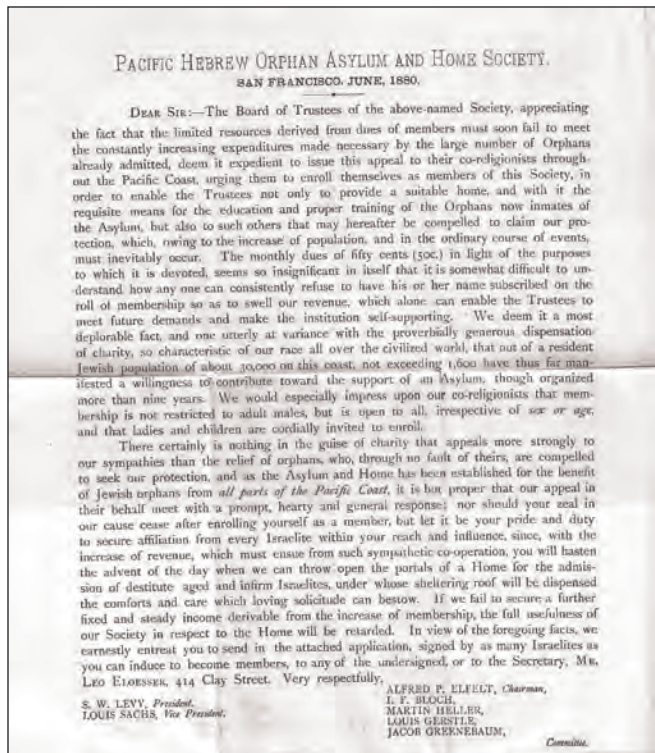 PACIFIC HEBREW ORPHAN ASYLUM AND HOME SOCIETY.
SAN FRANCISCO, JUNE, 1880.
DEAR SIR:—The Board of Trustees of the above-named Society, appreciating
the fact that the limited resources derived from dues of members must soon fail to meet
the constantly increasing expenditures made necessary by the large number of Orphans
already admitted, deem it expedient to issue this appeal to their co-religionists through-
out the Pacific Coast, urging them to enroll themselves as members of this Society, in
order to enable the Trustees not only to provide a suitable home, and with it the
requisite means for the education and proper training of the Orphans now inmates of
the Asylum, but also to such others that may hereafter be compelled to claim our pro-
tection, which, owing to the increase of population, and in the ordinary course of events,
must inevitably occur. The monthly dues of fifty cents (50c.) in light of the purposes
to which it is devoted, seems so insignificant in itself that it is somewhat difficult to un-
derstand how any one can consistently refuse to have his or her name subscribed on the
roll of membership so as to swell our revenue, which alone can enable the Trustees to
meet future demands and make the institution self-supporting. We deem it a most
deplorable fact, and one utterly at variance with the proverbially generous dispensation
of charity, so characteristic of our race all over the civilized world, that out of a resident
Jewish population of about 30,000 on this coast, not exceeding 1,600 have thus far man-
ifested a willingness to contribute toward the support of an Asylum, though organized
more than nine years. We would especially impress upon our co-religionists that mem-
bership is not restricted to adult males, but is open to all, irrespective of sex or age,
and that ladies and children are cordially invited to enroll.
There certainly is nothing in the guise of charity that appeals more strongly to
our sympathies than the relief of orphans, who, through no fault of theirs, are compelled
to seek our protection, and as the Asylum and Home has been established for the benefit
of Jewish orphans from all parts of the Pacific Coast, it is but proper that our appeal in
their behalf meet with a prompt, hearty and general response; nor should your zeal in
our cause cease after enrolling yourself as a member, but let it be your pride and duty
to secure affiliation from every Israelite within your reach and influence, since, with the
increase of revenue, which must ensue from such sympathetic co-operation, you will hasten
the advent of the day when we can throw open the portals of a Home for the admis-
sion of destitute aged and infirm Israelites, under whose sheltering roof will be dispensed
the comforts and care which loving solicitude can bestow. If we fail to secure a further
fixed and steady income derivable from the increase of membership, the full usefulness of
our Society in respect to the Home will be retarded. In view of the foregoing facts, we
earnestly entreat you to send in the attached application, signed by as many Israelites as
you can induce to become members, to any of the undersigned, or to the Secretary, MR.
LEO ELOESSER, 414 Clay Street. Very respectfully,
ALFRED P. ELFELT, Chairman,
S. W. LEVY, President. I. F. BLOCH,
LOUIS SACHS, Vice President. MARTIN HELLER,
LOUIS GERSTLE,
JACOB GREENEBAUM,
Committee.